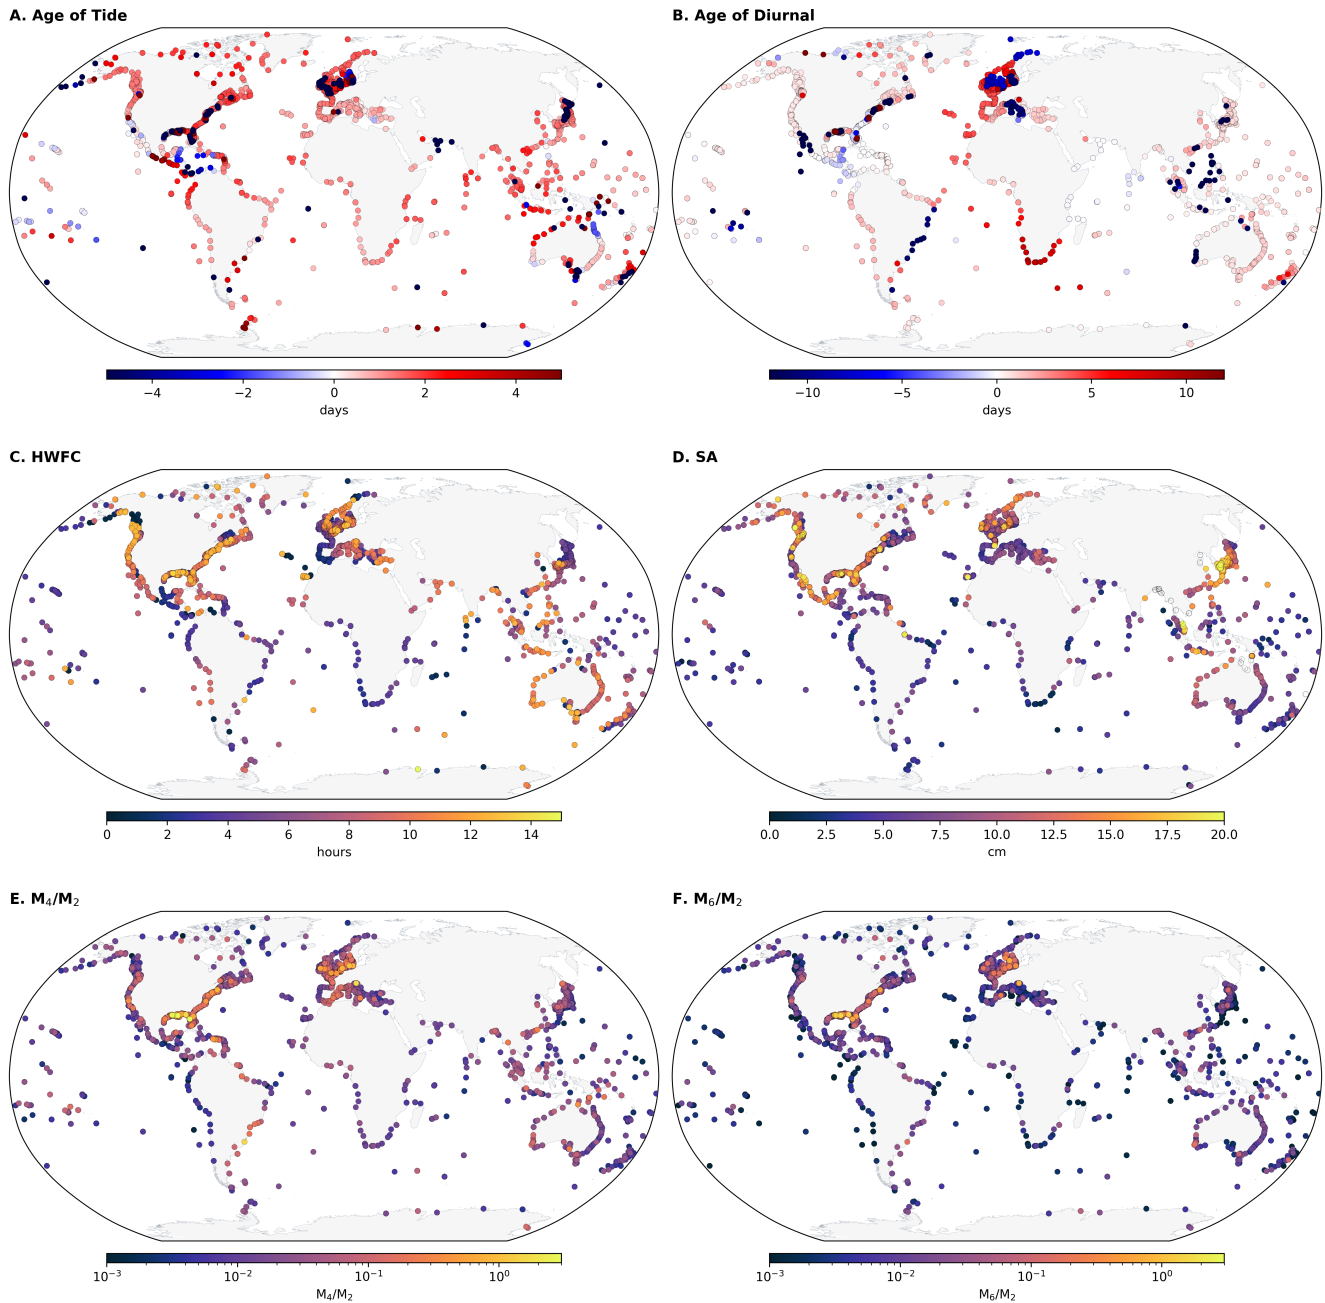 A. Age of Tide
B. Age of Diurnal
−4 −2 0 2 4
days
−10 −5 0 5 10
days
C. HWFC
D. SA
0 2 4 6 8 10 12 14
hours
0.0 2.5 5.0 7.5 10.0 12.5 15.0 17.5 20.0
cm
E. M₄/M₂
F. M₆/M₂
10⁻³ 10⁻² 10⁻¹ 10⁰
M₄/M₂
10⁻³ 10⁻² 10⁻¹ 10⁰
M₆/M₂